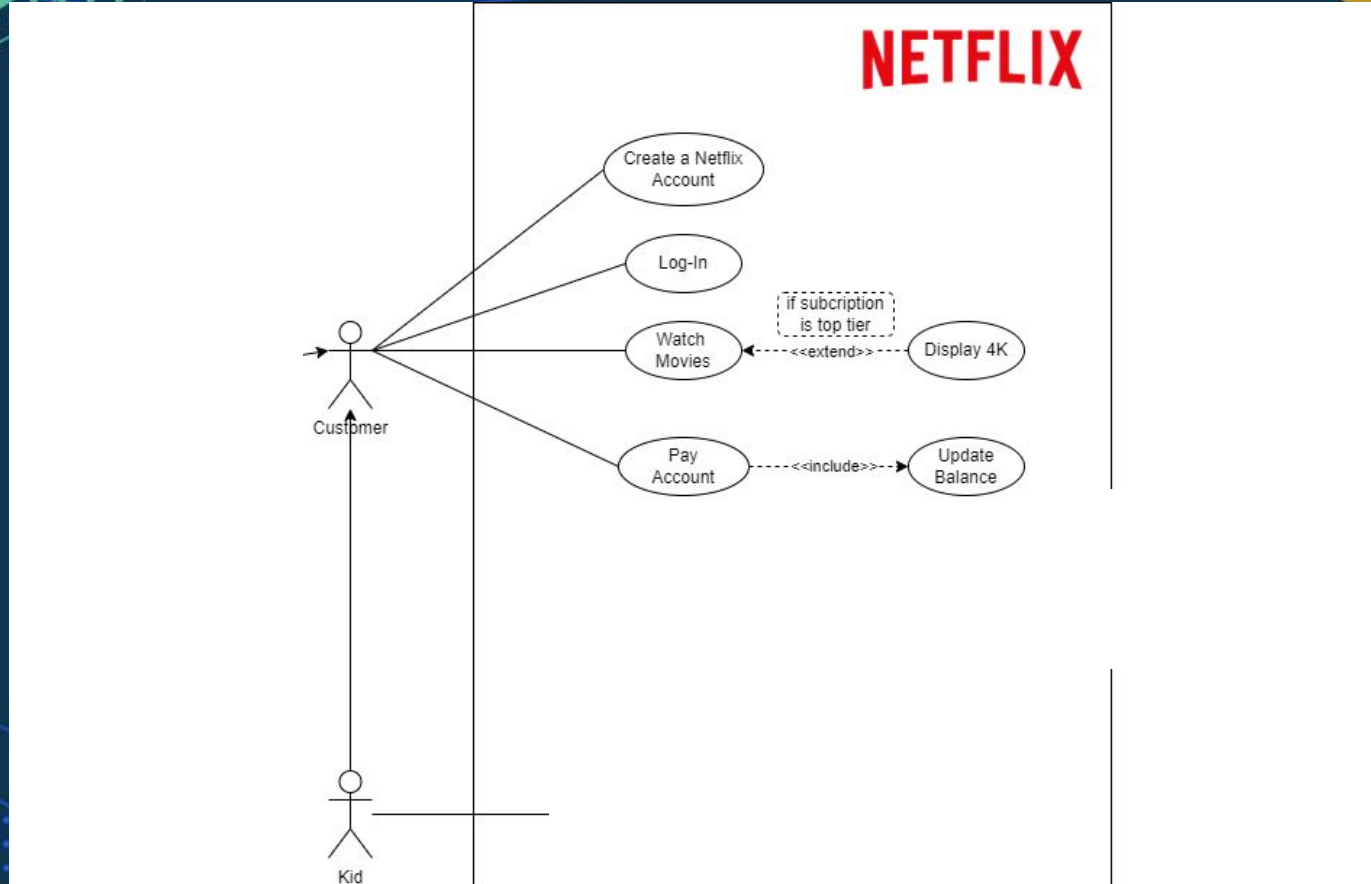 NETFLIX
Create a Netflix
Account
Log-In
if subcription
is top tier
Watch
Movies
<<extend>>
Display 4K
Customer
Pay
Account
<<include>>
Update
Balance
Kid